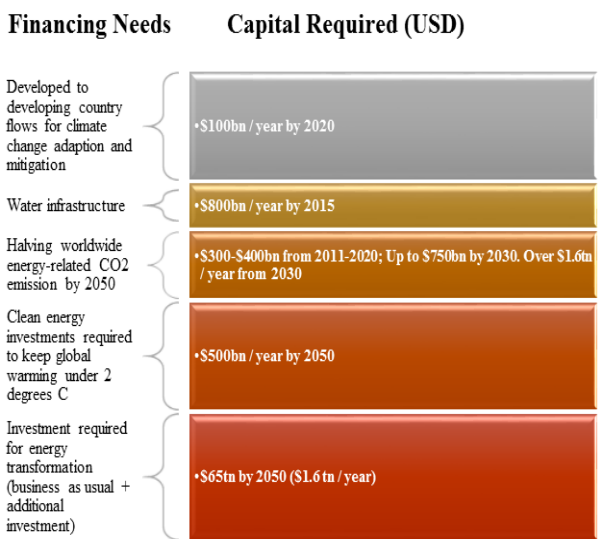 Financing Needs Capital Required (USD)
Developed to
developing country
flows for climate
change adaption and
mitigation
•$100bn / year by 2020
Water infrastructure
•$800bn / year by 2015
Halving worldwide
energy-related CO2
emission by 2050
•$300-$400bn from 2011-2020; Up to $750bn by 2030. Over $1.6tn
/ year from 2030
Clean energy
investments required
to keep global
warming under 2
degrees C
•$500bn / year by 2050
Investment required
for energy
transformation
(business as usual +
additional
investment)
•$65tn by 2050 ($1.6 tn / year)